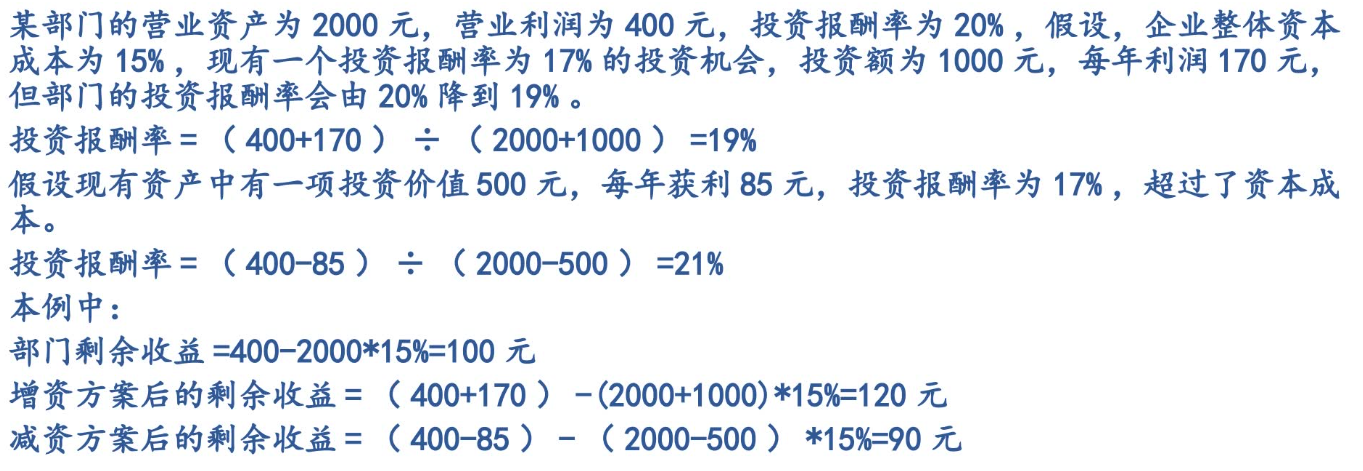 某部门的营业资产为 2000 元，营业利润为 400 元，投资报酬率为 20% ，假设，企业整体资本
成本为 15% ，现有一个投资报酬率为 17% 的投资机会，投资额为 1000 元，每年利润 170 元，
但部门的投资报酬率会由 20% 降到 19% 。
投资报酬率 = （ 400+170 ） ÷ （ 2000+1000 ） =19%
假设现有资产中有一项投资价值 500 元，每年获利 85 元，投资报酬率为 17% ，超过了资本成
本。
投资报酬率 = （ 400-85 ） ÷ （ 2000-500 ） =21%
本例中：
部门剩余收益 =400-2000*15%=100 元
增资方案后的剩余收益 = （ 400+170 ） -(2000+1000)*15%=120 元
减资方案后的剩余收益 = （ 400-85 ） - （ 2000-500 ） *15%=90 元